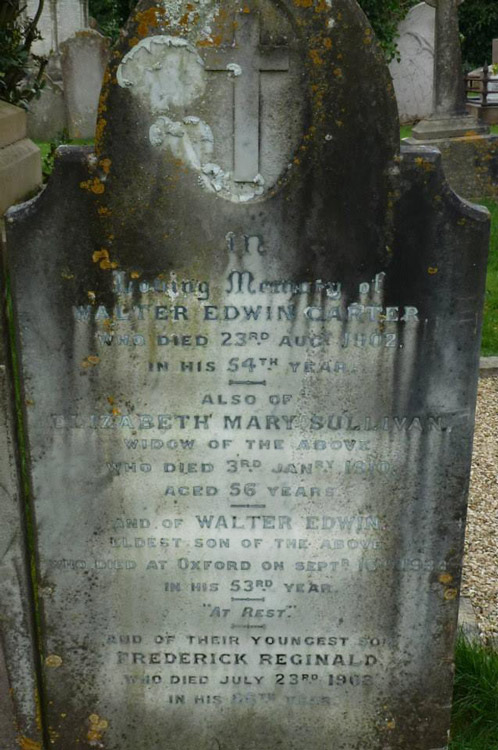 In
Loving Memory of
WALTER EDWIN CARTER,
WHO DIED 23RD AUG. 1902,
IN HIS 54TH YEAR.
ALSO OF
ELIZABETH MARY SULLIVAN,
WIDOW OF THE ABOVE
WHO DIED 3RD JANRY
AGED 56 YEARS
AND OF WALTER EDWIN
ELDEST SON OF THE ABOVE
WHO DIED AT OXFORD ON SEPTR
IN HIS 53RD YEAR.
"AT REST."
AND OF THEIR YOUNGEST SON
FREDERICK REGINALD
WHO DIED JULY 23RD
IN HIS YEAR